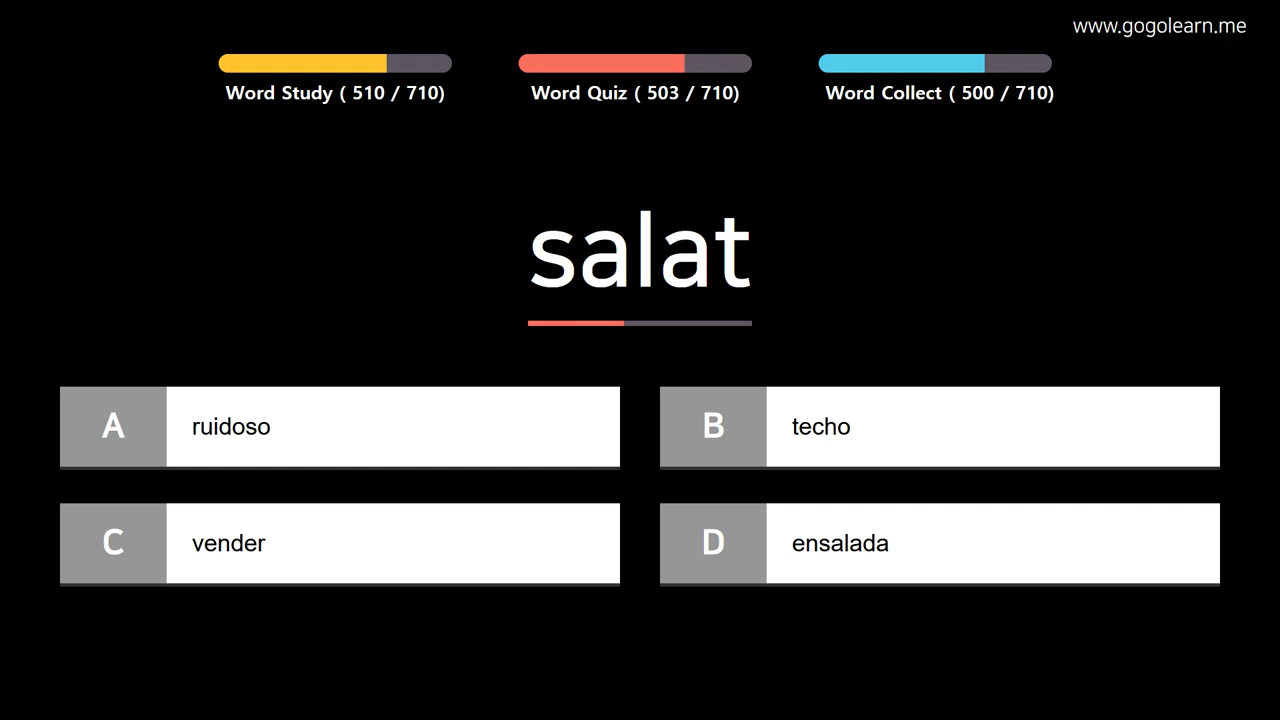 www.gogolearn.me
Word Study ( 510 / 710)
Word Quiz ( 503 / 710)
Word Collect ( 500 / 710)
salat
A ruidoso
B techo
C vender
D ensalada